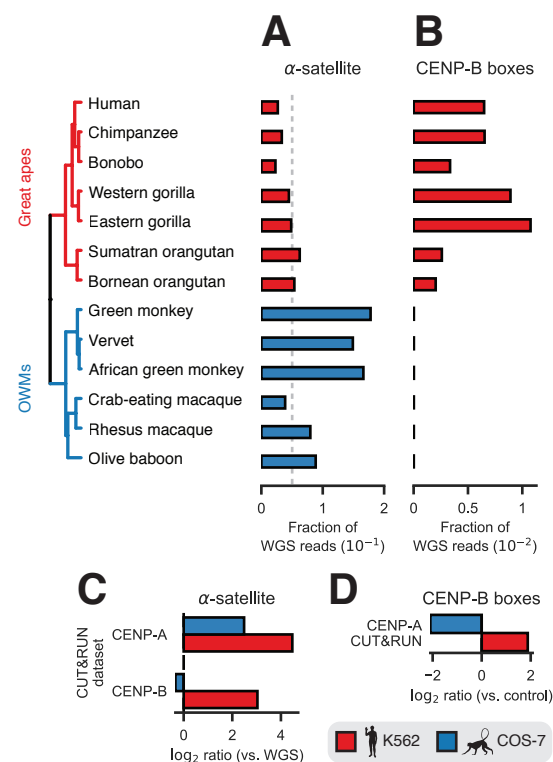 A
B
α-satellite
CENP-B boxes
Great apes
Human
Chimpanzee
Bonobo
Western gorilla
Eastern gorilla
Sumatran orangutan
Bornean orangutan
OWMs
Green monkey
Vervet
African green monkey
Crab-eating macaque
Rhesus macaque
Olive baboon
0 1 2
Fraction of
WGS reads (10⁻¹)
0 0.5 1
Fraction of
WGS reads (10⁻²)
C
α-satellite
CUT&RUN
dataset
CENP-A
CENP-B
0 2 4
log₂ ratio (vs. WGS)
D
CENP-B boxes
CENP-A
CUT&RUN
−2 0 2
log₂ ratio (vs. control)
K562
COS-7